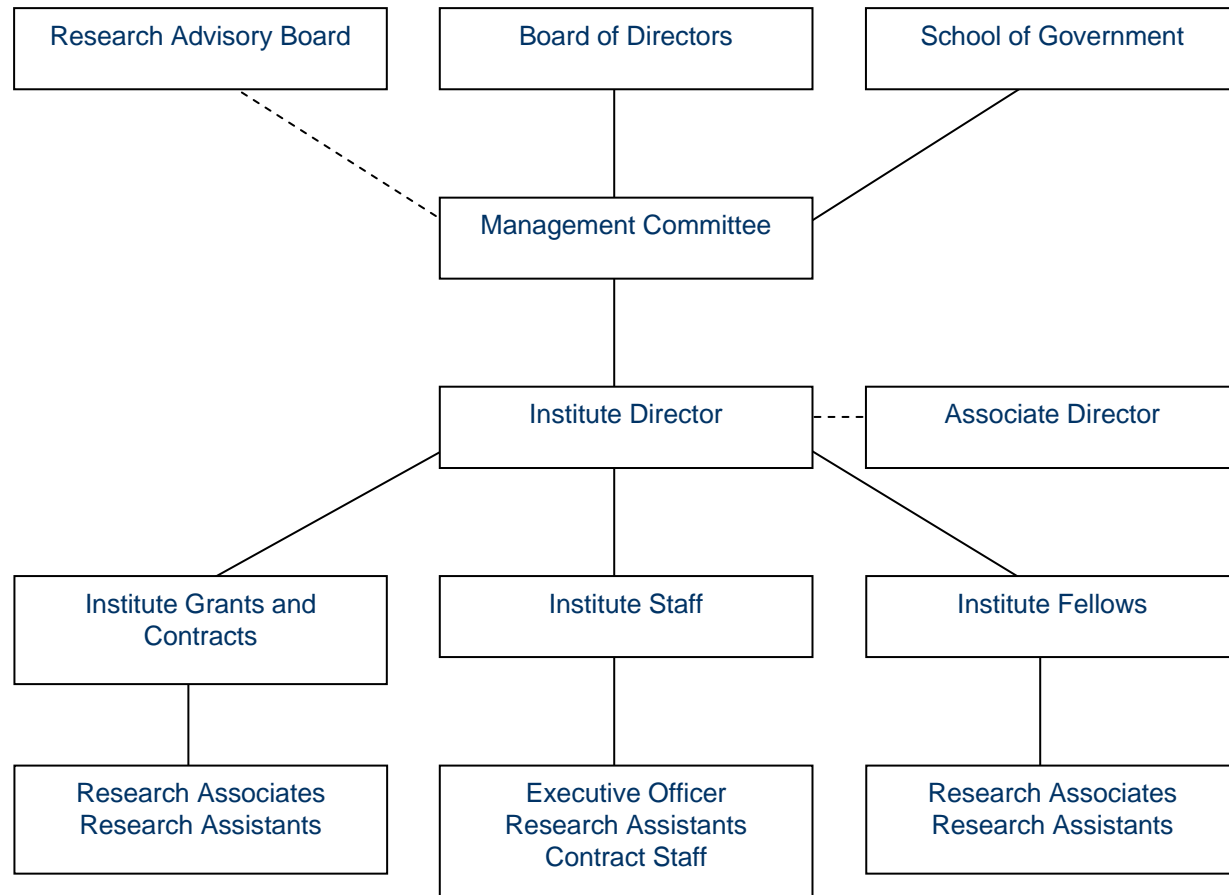 Research Advisory Board
Board of Directors
School of Government
Management Committee
Institute Director
Associate Director
Institute Grants and
Contracts
Institute Staff
Institute Fellows
Research Associates
Research Assistants
Executive Officer
Research Assistants
Contract Staff
Research Associates
Research Assistants